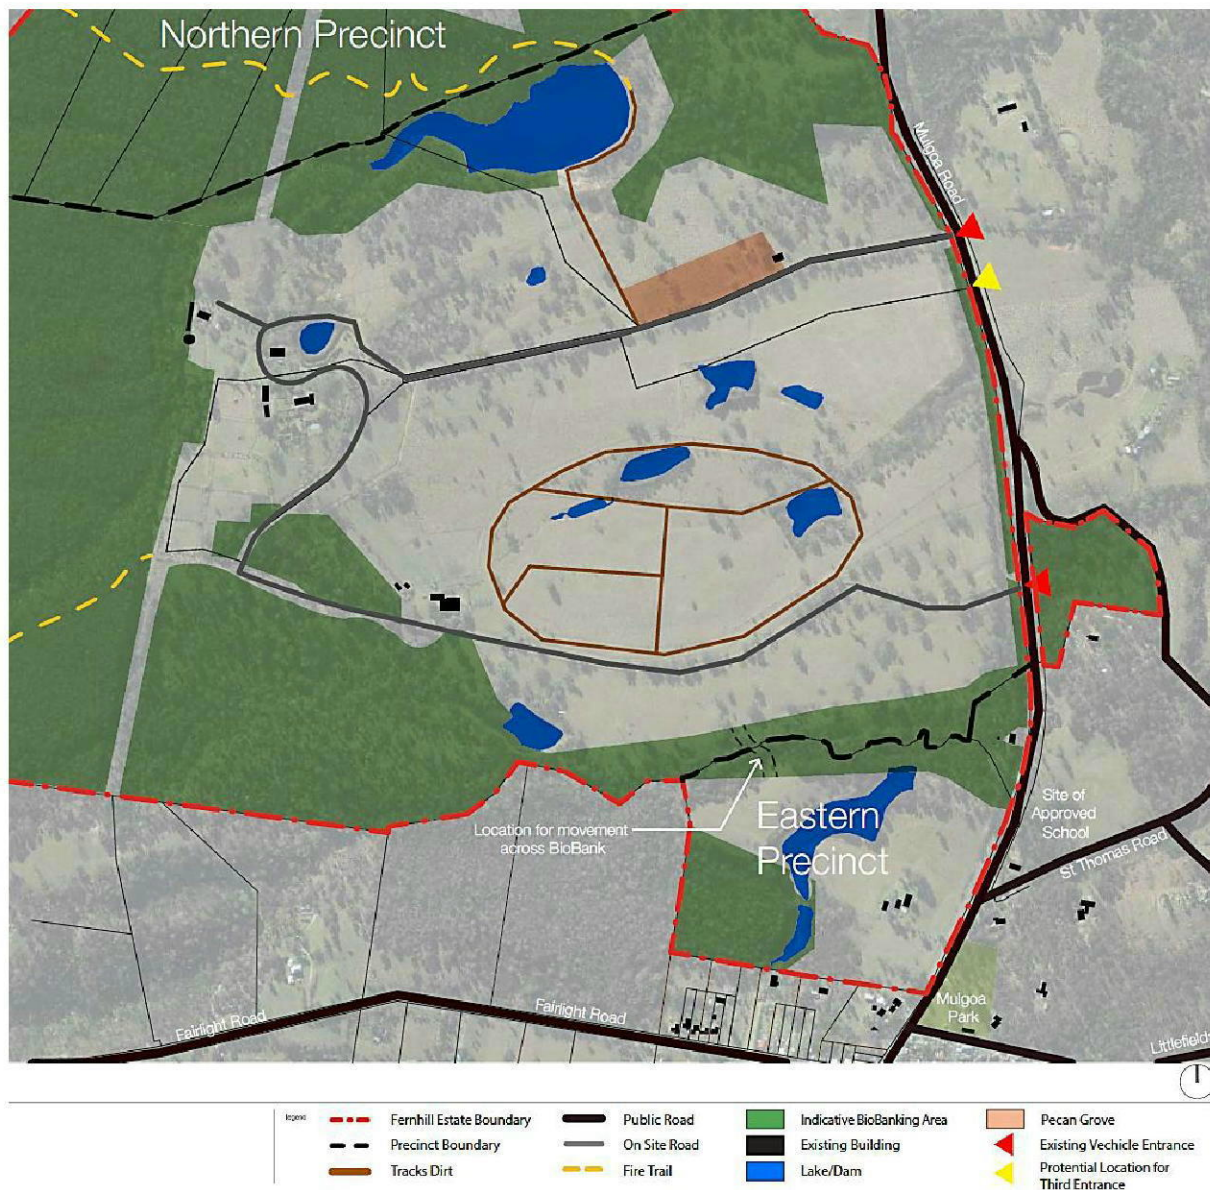 Northern Precinct
Mulgoa Road
Location for movement
across BioBank
Eastern
Precinct
Site of
Approved
School
St Thomas Road
Mulgoa
Park
Fairlight Road
Fairlight Road
Littlefields
legend
Fernhill Estate Boundary
Public Road
Indicative BioBanking Area
Pecan Grove
Precinct Boundary
On Site Road
Existing Building
Existing Vechicle Entrance
Tracks Dirt
Fire Trail
Lake/Dam
Potential Location for
Third Entrance